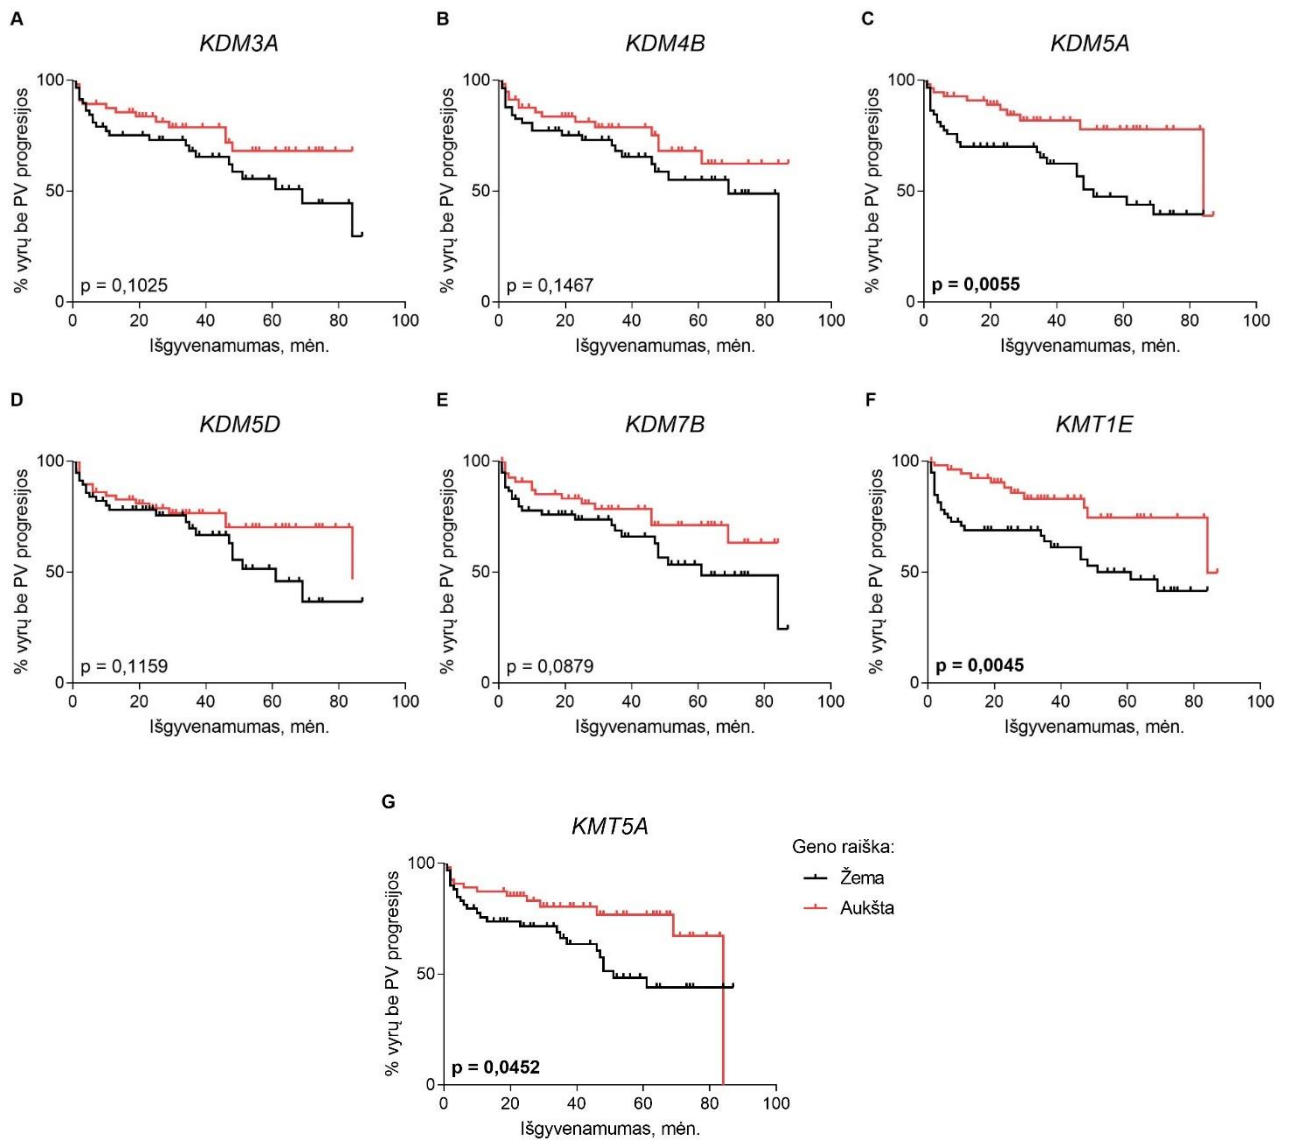 A
KDM3A
% vyrų be PV progresijos
100
50
0
p = 0,1025
0 20 40 60 80 100
Išgyvenamumas, mėn.
B
KDM4B
% vyrų be PV progresijos
100
50
0
p = 0,1467
0 20 40 60 80 100
Išgyvenamumas, mėn.
C
KDM5A
% vyrų be PV progresijos
100
50
0
p = 0,0055
0 20 40 60 80 100
Išgyvenamumas, mėn.
D
KDM5D
% vyrų be PV progresijos
100
50
0
p = 0,1159
0 20 40 60 80 100
Išgyvenamumas, mėn.
E
KDM7B
% vyrų be PV progresijos
100
50
0
p = 0,0879
0 20 40 60 80 100
Išgyvenamumas, mėn.
F
KMT1E
% vyrų be PV progresijos
100
50
0
p = 0,0045
0 20 40 60 80 100
Išgyvenamumas, mėn.
G
KMT5A
% vyrų be PV progresijos
100
50
0
p = 0,0452
0 20 40 60 80 100
Išgyvenamumas, mėn.
Geno raiška:
Žema
Aukšta